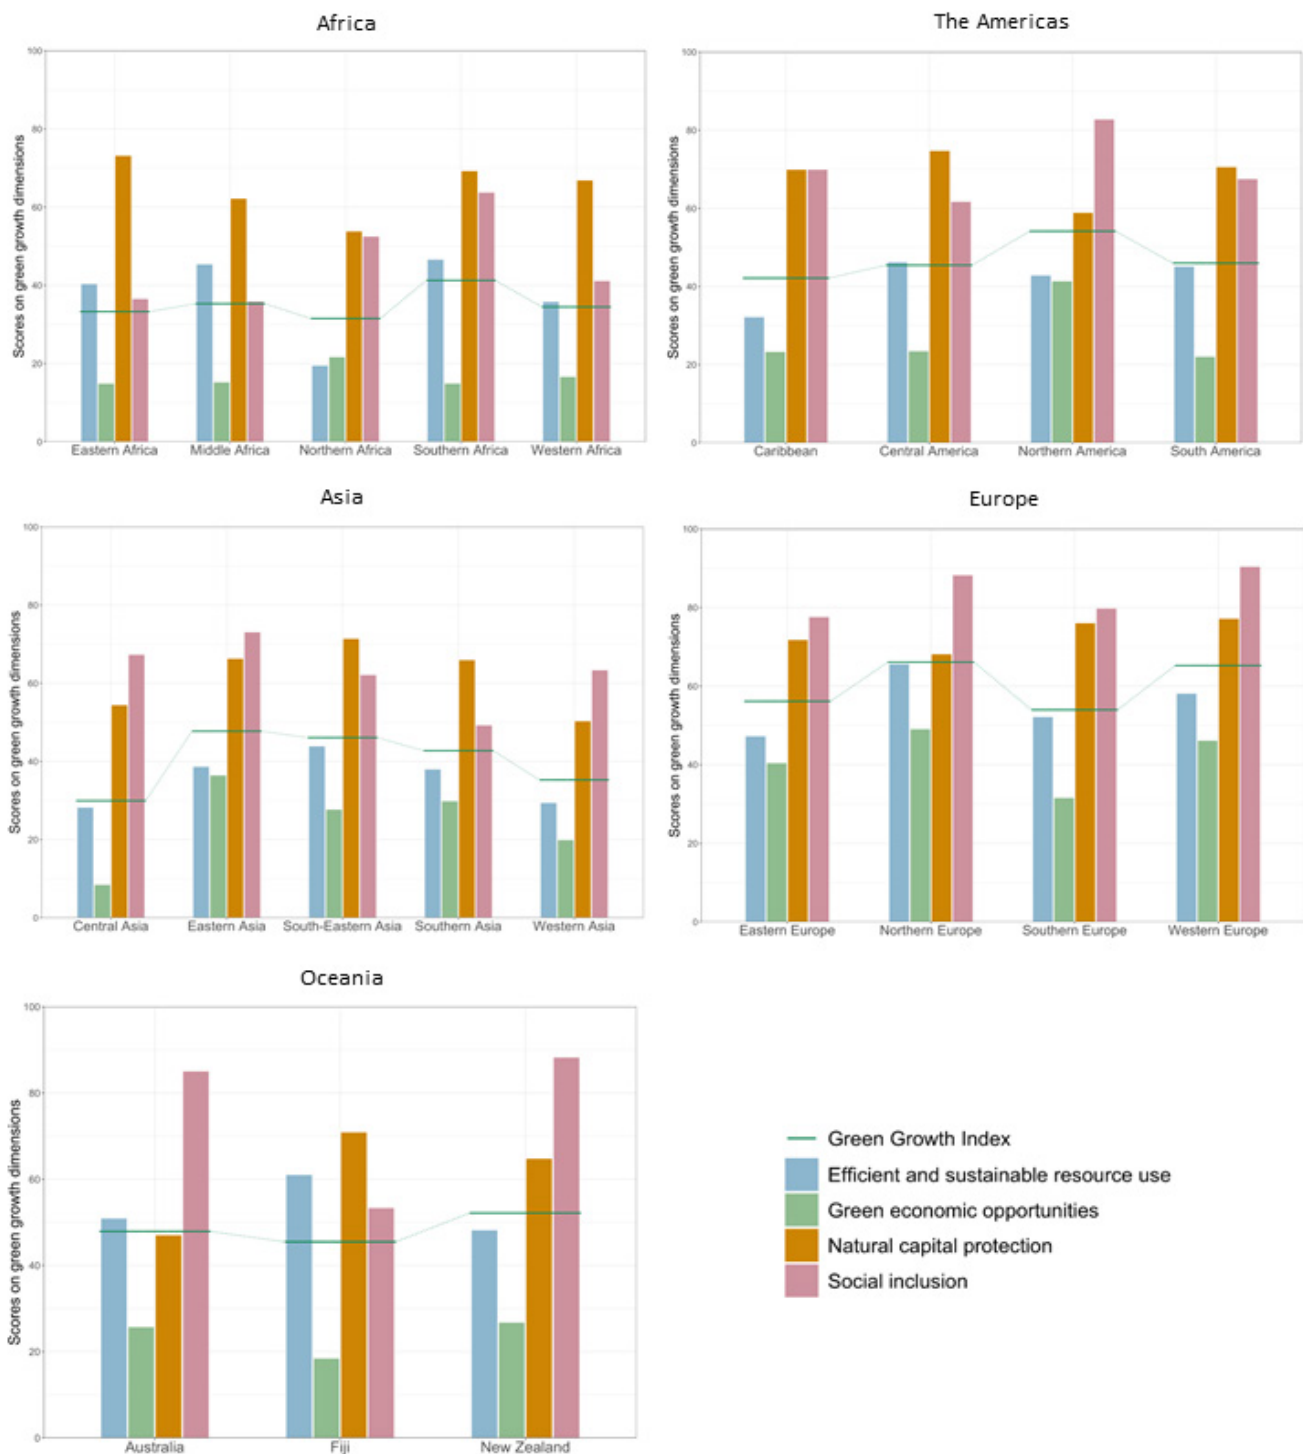 Africa
Scores on green growth dimensions
100
80
60
40
20
0
Eastern Africa Middle Africa Northern Africa Southern Africa Western Africa
The Americas
Scores on green growth dimensions
100
80
60
40
20
0
Caribbean Central America Northern America South America
Asia
Scores on green growth dimensions
100
80
60
40
20
0
Central Asia Eastern Asia South-Eastern Asia Southern Asia Western Asia
Europe
Scores on green growth dimensions
100
80
60
40
20
0
Eastern Europe Northern Europe Southern Europe Western Europe
Oceania
Scores on green growth dimensions
100
80
60
40
20
0
Australia Fiji New Zealand
Green Growth Index
Efficient and sustainable resource use
Green economic opportunities
Natural capital protection
Social inclusion